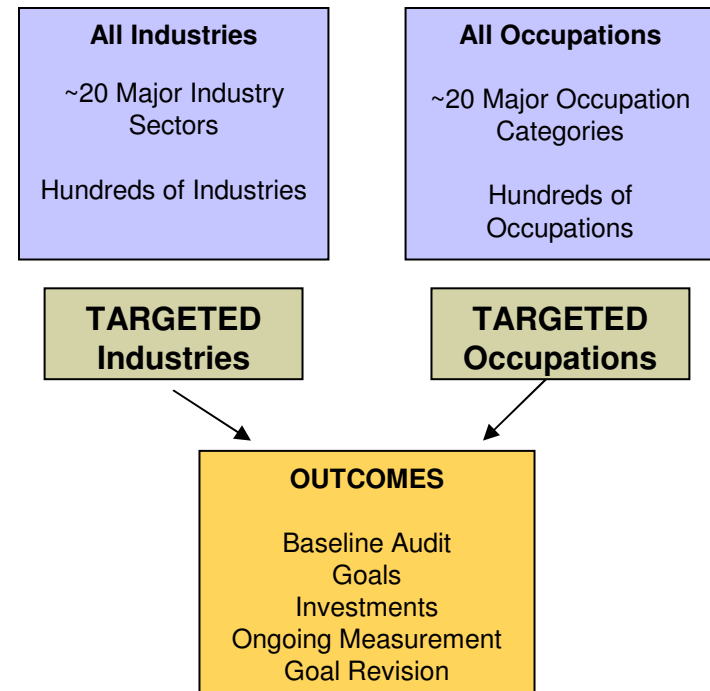 All Industries
~20 Major Industry
Sectors
Hundreds of Industries
All Occupations
~20 Major Occupation
Categories
Hundreds of
Occupations
TARGETED
Industries
TARGETED
Occupations
OUTCOMES
Baseline Audit
Goals
Investments
Ongoing Measurement
Goal Revision